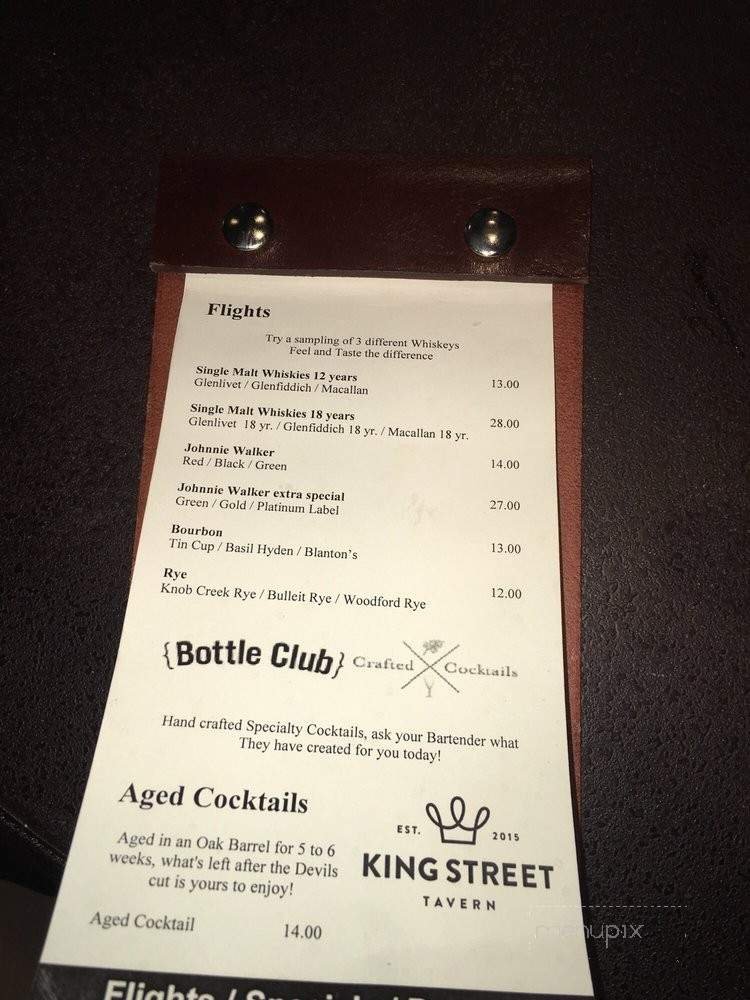 Flights
Try a sampling of 3 different Whiskeys
Feel and Taste the difference
Single Malt Whiskies 12 years
Glenlivet / Glenfiddich / Macallan 13.00
Single Malt Whiskies 18 years
Glenlivet 18 yr. / Glenfiddich 18 yr. / Macallan 18 yr. 28.00
Johnnie Walker
Red / Black / Green 14.00
Johnnie Walker extra special
Green / Gold / Platinum Label 27.00
Bourbon
Tin Cup / Basil Hyden / Blanton's 13.00
Rye
Knob Creek Rye / Bulleit Rye / Woodford Rye 12.00
{Bottle Club} Crafted Cocktails
Hand crafted Specialty Cocktails, ask your Bartender what
They have created for you today!
Aged Cocktails
Aged in an Oak Barrel for 5 to 6
weeks, what's left after the Devils
cut is yours to enjoy!
Aged Cocktail 14.00
EST. 2015
KING STREET
TAVERN
menupix
Flights /